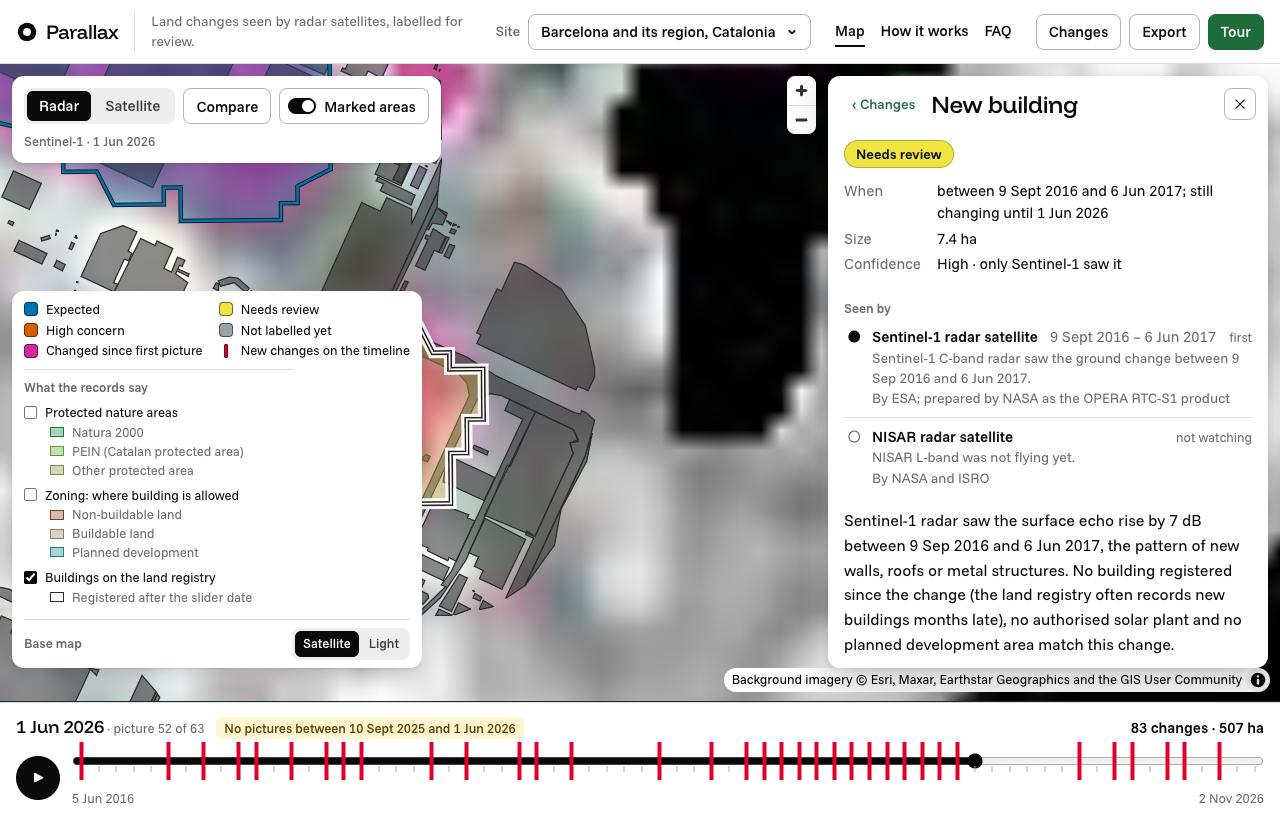 Parallax
Land changes seen by radar satellites, labelled for
review.
Site
Barcelona and its region, Catalonia
Map
How it works
FAQ
Changes
Export
Tour
Radar
Satellite
Compare
Marked areas
Sentinel-1 · 1 Jun 2026
+
−
‹ Changes
New building
Needs review
When
between 9 Sept 2016 and 6 Jun 2017; still
changing until 1 Jun 2026
Size
7.4 ha
Confidence
High · only Sentinel-1 saw it
Seen by
Sentinel-1 radar satellite 9 Sept 2016 – 6 Jun 2017 first
Sentinel-1 C-band radar saw the ground change between 9
Sep 2016 and 6 Jun 2017.
By ESA; prepared by NASA as the OPERA RTC-S1 product
NISAR radar satellite not watching
NISAR L-band was not flying yet.
By NASA and ISRO
Sentinel-1 radar saw the surface echo rise by 7 dB
between 9 Sep 2016 and 6 Jun 2017, the pattern of new
walls, roofs or metal structures. No building registered
since the change (the land registry often records new
buildings months late), no authorised solar plant and no
planned development area match this change.
Expected
Needs review
High concern
Not labelled yet
Changed since first picture
New changes on the timeline
What the records say
Protected nature areas
Natura 2000
PEIN (Catalan protected area)
Other protected area
Zoning: where building is allowed
Non-buildable land
Buildable land
Planned development
Buildings on the land registry
Registered after the slider date
Base map
Satellite
Light
Background imagery © Esri, Maxar, Earthstar Geographics and the GIS User Community
1 Jun 2026 · picture 52 of 63
No pictures between 10 Sept 2025 and 1 Jun 2026
83 changes · 507 ha
5 Jun 2016
2 Nov 2026